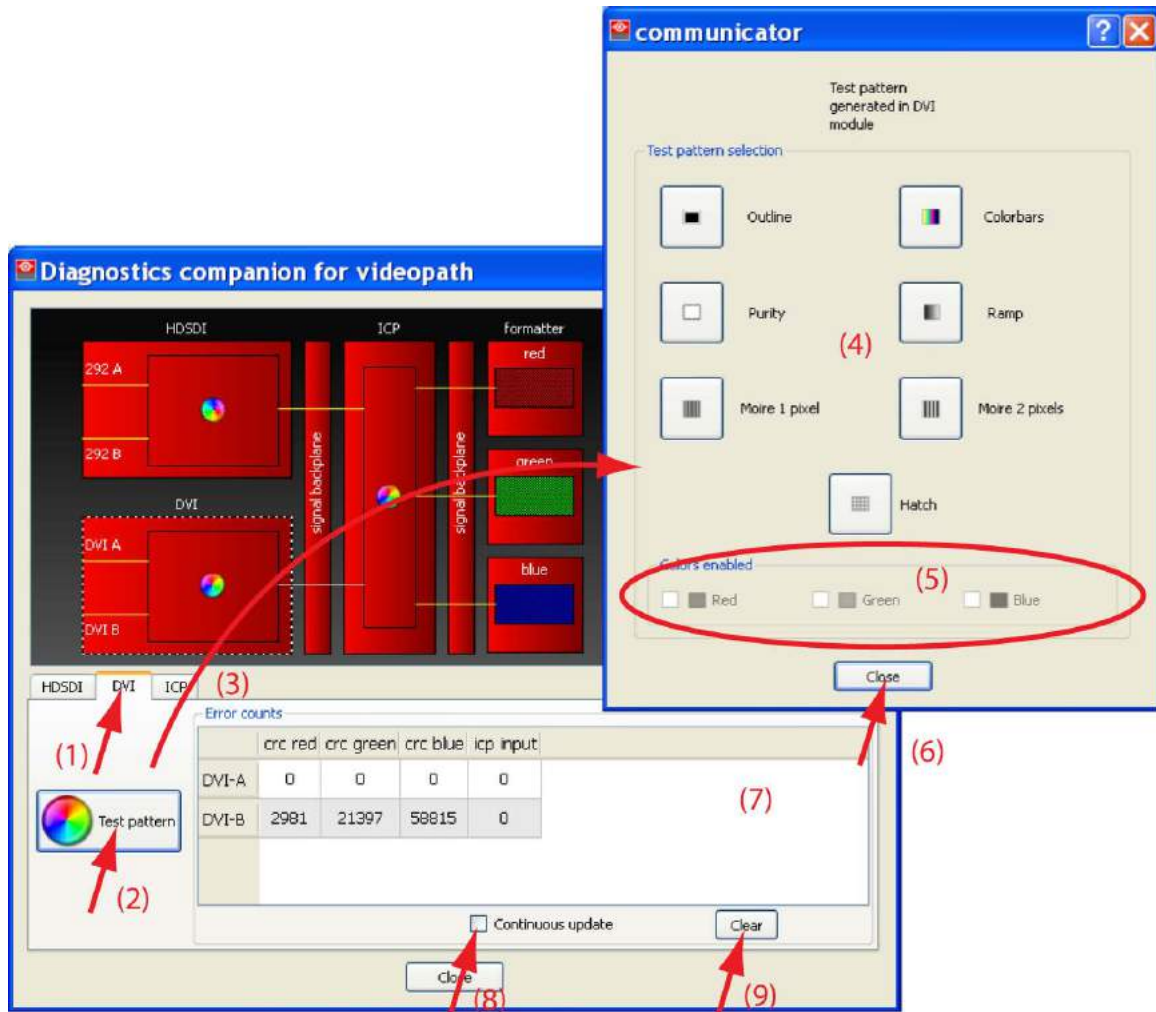 communicator
Test pattern
generated in DVI
module
Test pattern selection
Outline
Colorbars
Purity
Ramp
(4)
Moire 1 pixel
Moire 2 pixels
Hatch
Colors enabled
(5)
Red
Green
Blue
Close
(6)
Diagnostics companion for videopath
HDSDI
ICP
formatter
292 A
292 B
signal backplane
signal backplane
red
green
blue
DVI
DVI A
DVI B
HDSDI DVI ICP
(3)
(1)
Test pattern
(2)
Error counts
crc red crc green crc blue icp input
DVI-A 0 0 0 0
DVI-B 2981 21397 58815 0
(7)
Continuous update
Clear
Close
(8)
(9)